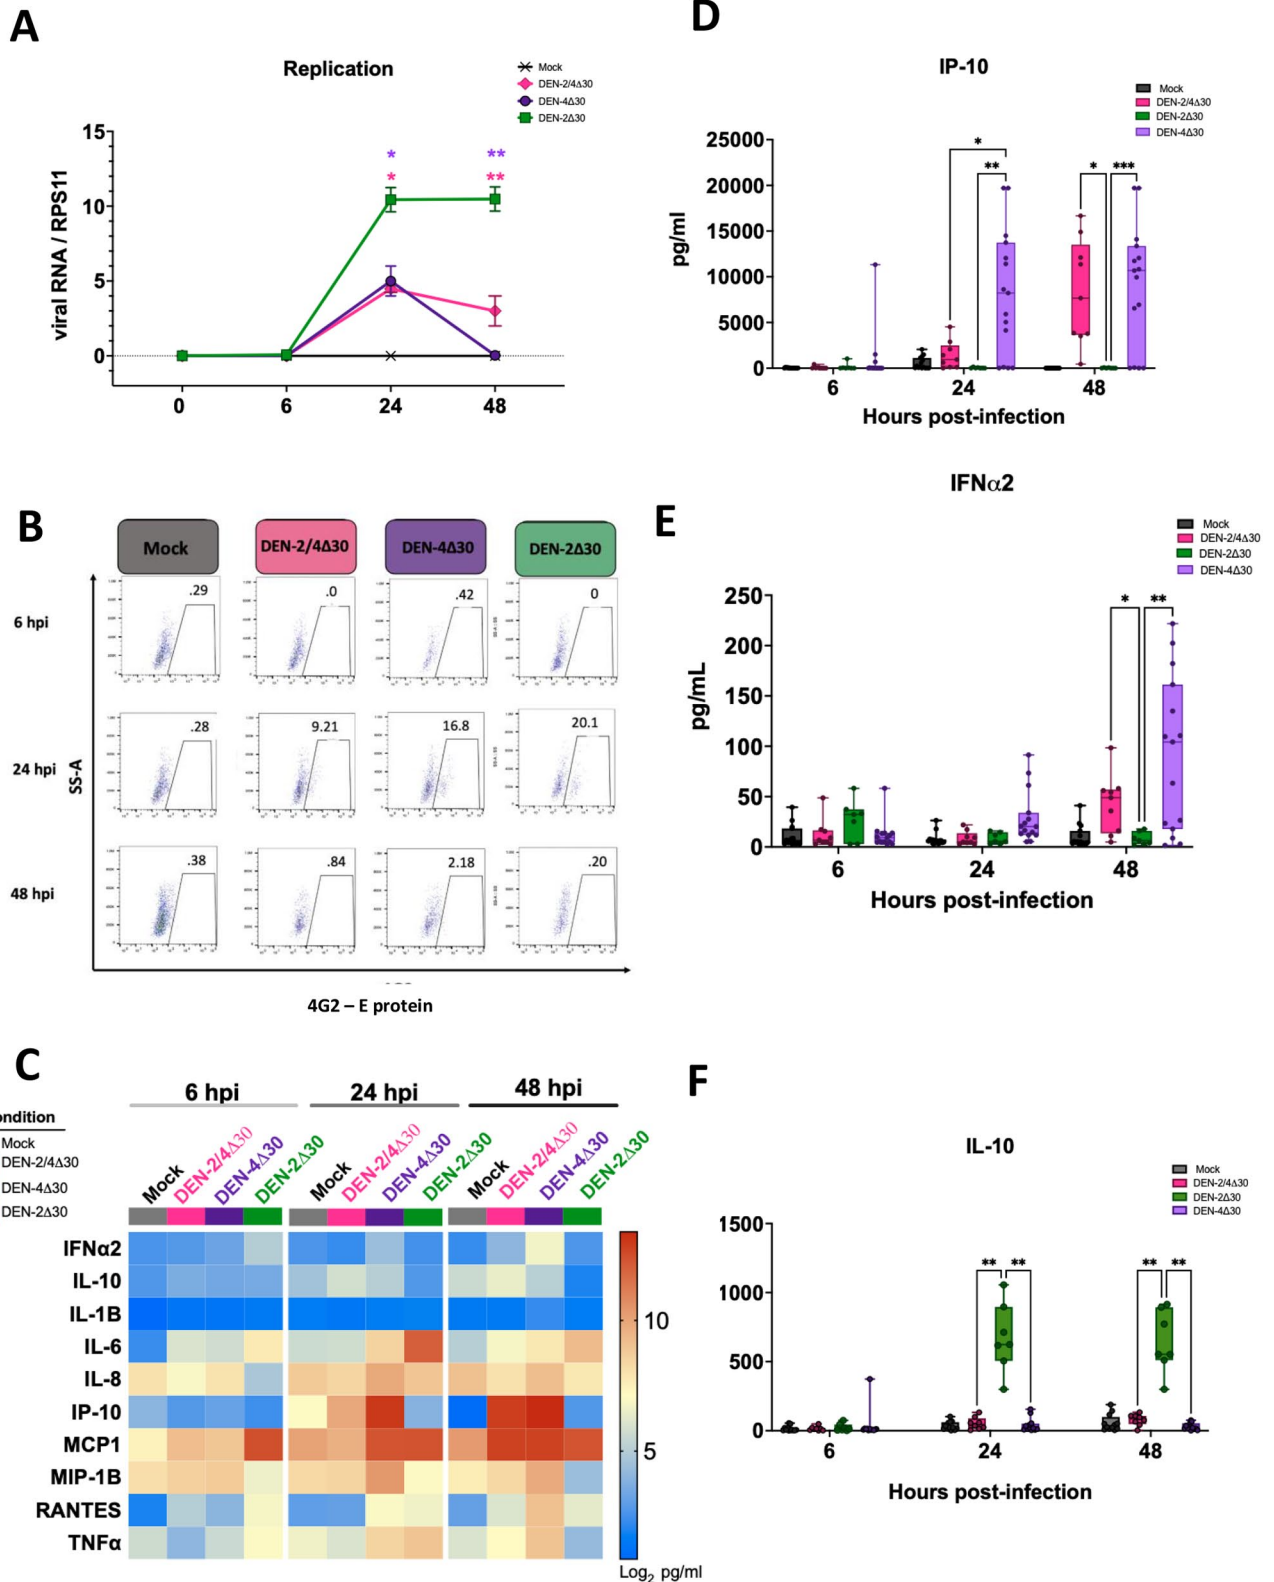 A
Replication
Mock
DEN-2/4Δ30
DEN-4Δ30
DEN-2Δ30
viral RNA / RPS11
15
10
5
0
* **
* **
0 6 24 48
D
IP-10
Mock
DEN-2/4Δ30
DEN-2Δ30
DEN-4Δ30
pg/ml
25000
20000
15000
10000
5000
0
* ** * ***
6 24 48
Hours post-infection
B
Mock DEN-2/4Δ30 DEN-4Δ30 DEN-2Δ30
6 hpi .29 .0 .42 0
24 hpi .28 9.21 16.8 20.1
48 hpi .38 .84 2.18 .20
SS-A
4G2 – E protein
E
IFNα2
Mock
DEN-2/4Δ30
DEN-2Δ30
DEN-4Δ30
pg/mL
250
200
150
100
50
0
* **
6 24 48
Hours post-infection
C
ondition
Mock
DEN-2/4Δ30
DEN-4Δ30
DEN-2Δ30
6 hpi 24 hpi 48 hpi
Mock DEN-2/4Δ30 DEN-4Δ30 DEN-2Δ30 Mock DEN-2/4Δ30 DEN-4Δ30 DEN-2Δ30 Mock DEN-2/4Δ30 DEN-4Δ30 DEN-2Δ30
IFNα2
IL-10
IL-1B
IL-6
IL-8
IP-10
MCP1
MIP-1B
RANTES
TNFα
10
5
Log2 pg/ml
F
IL-10
Mock
DEN-2/4Δ30
DEN-2Δ30
DEN-4Δ30
1500
1000
500
0
** ** ** **
6 24 48
Hours post-infection